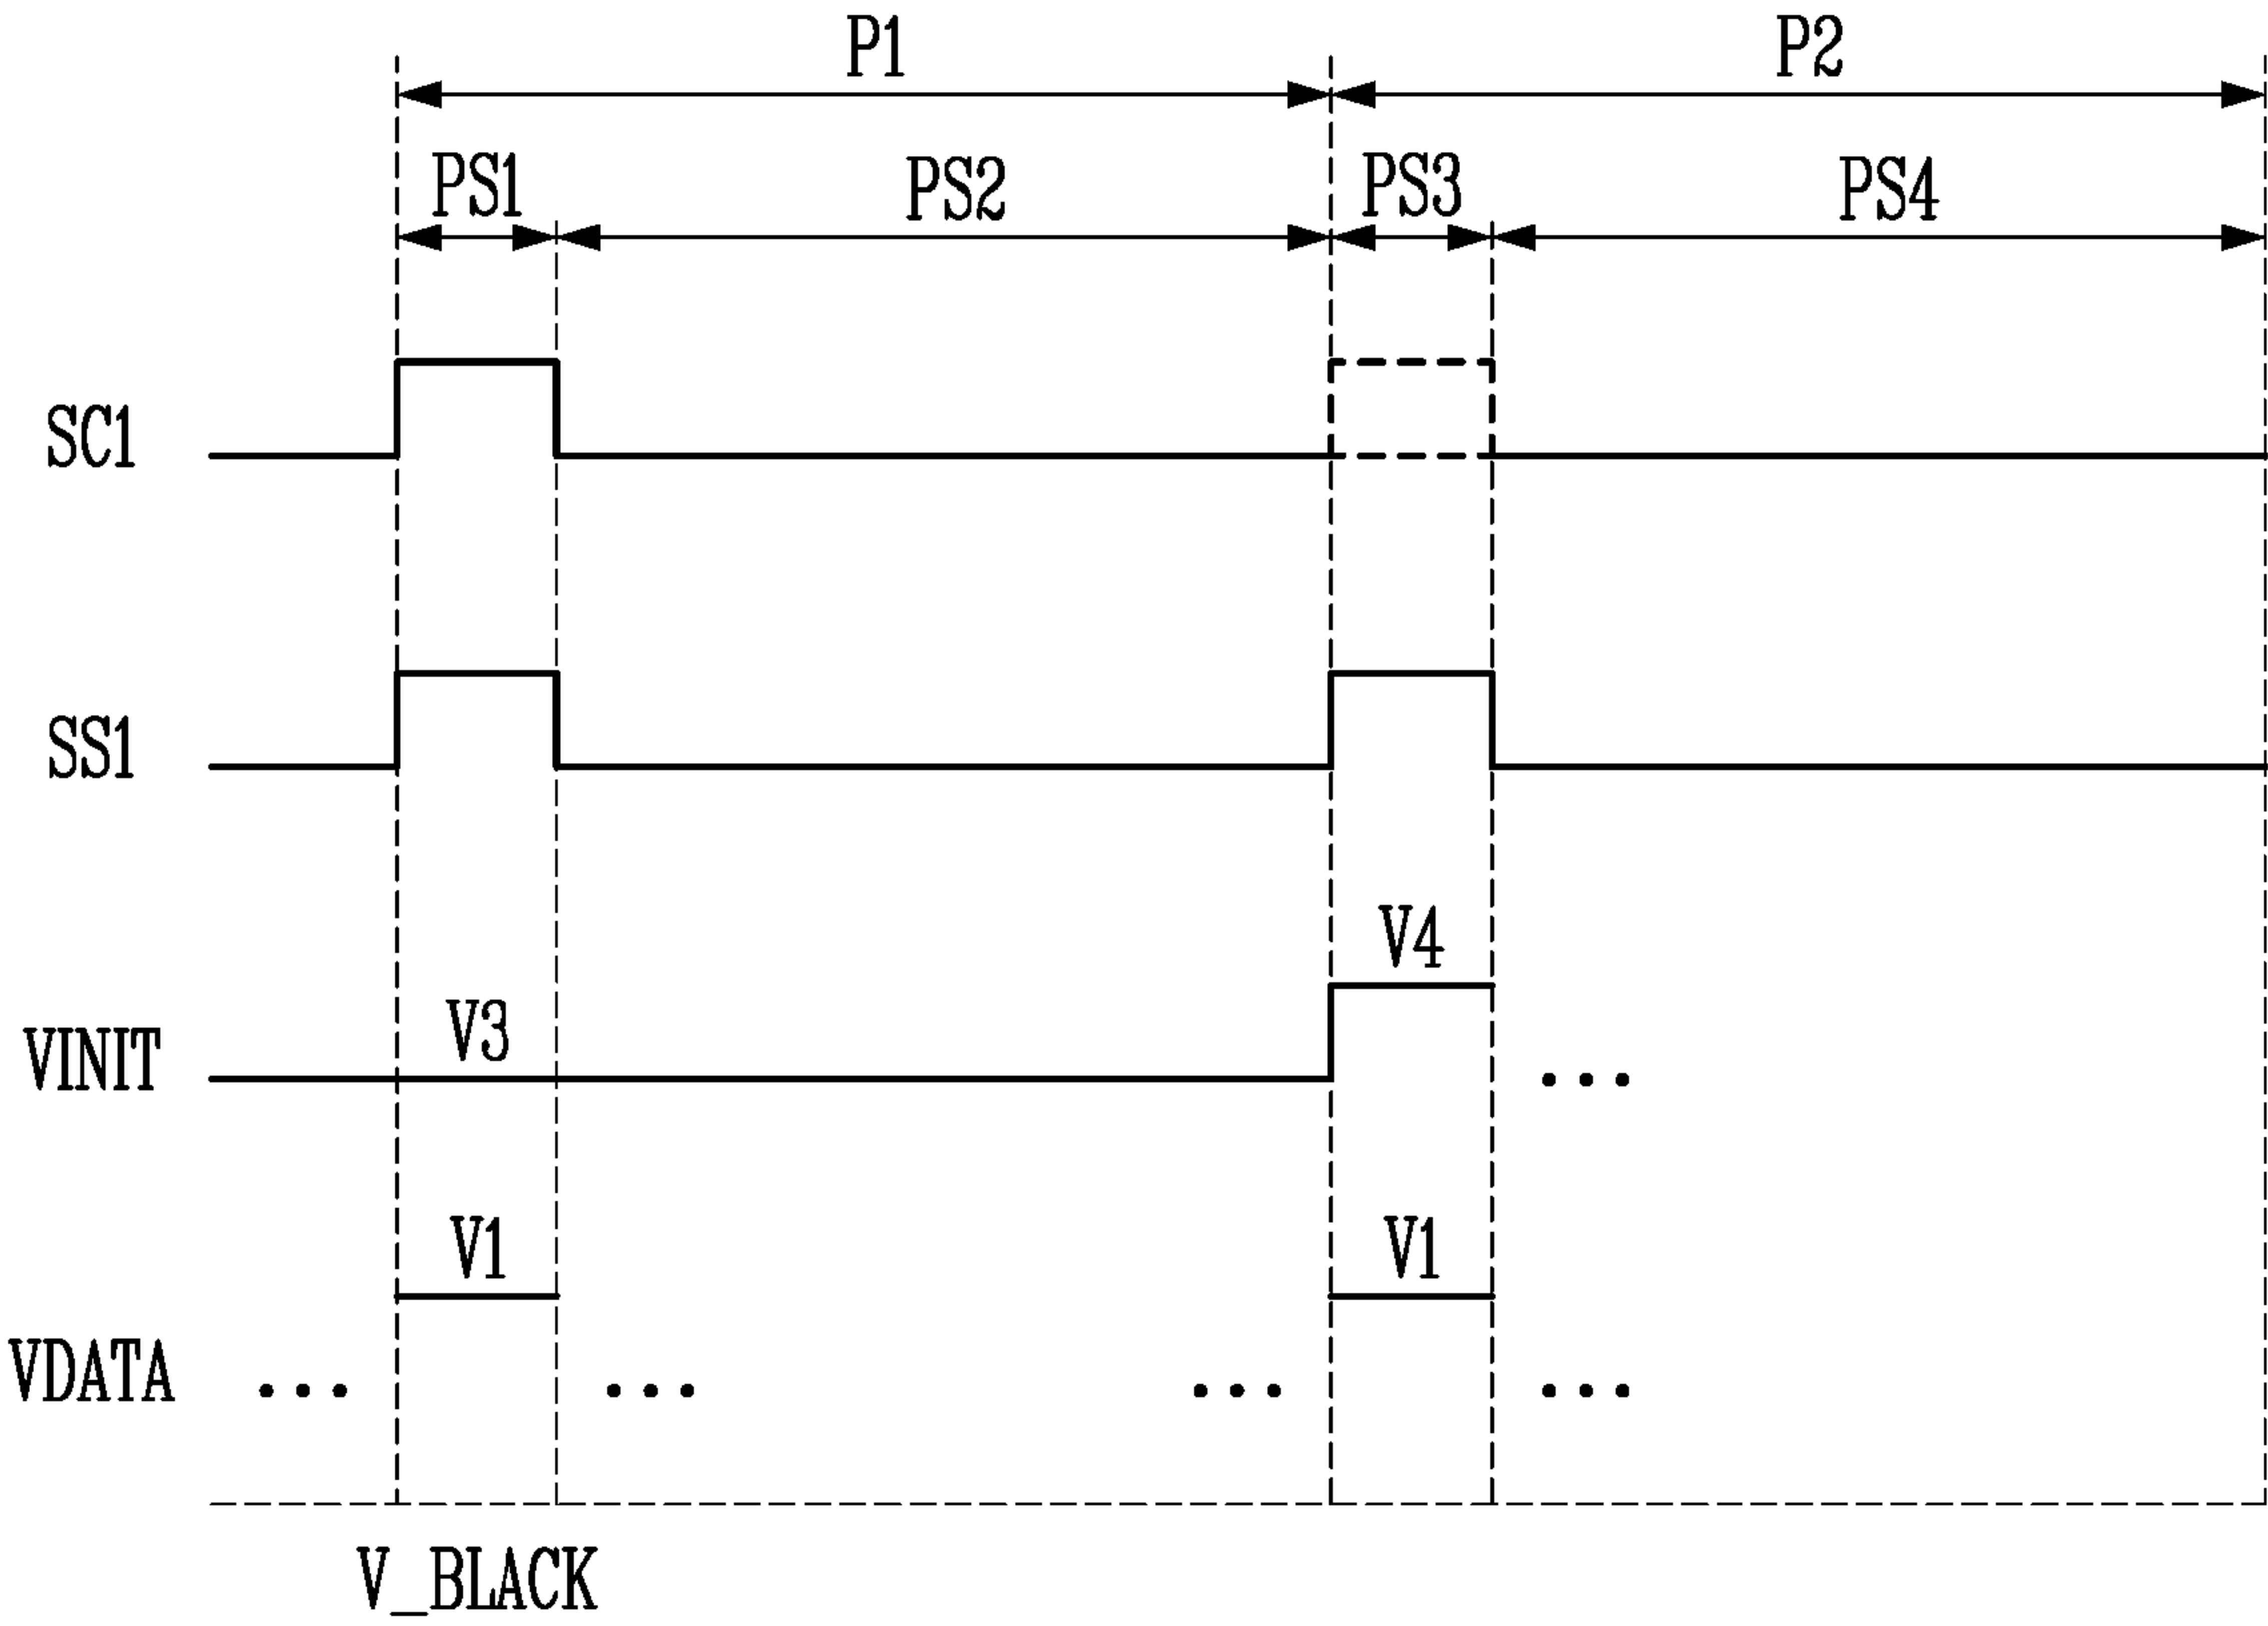 P1 P2
PS1 PS2 PS3 PS4
SC1
SS1
V4
V3
VINIT
V1 V1
VDATA
V_BLACK